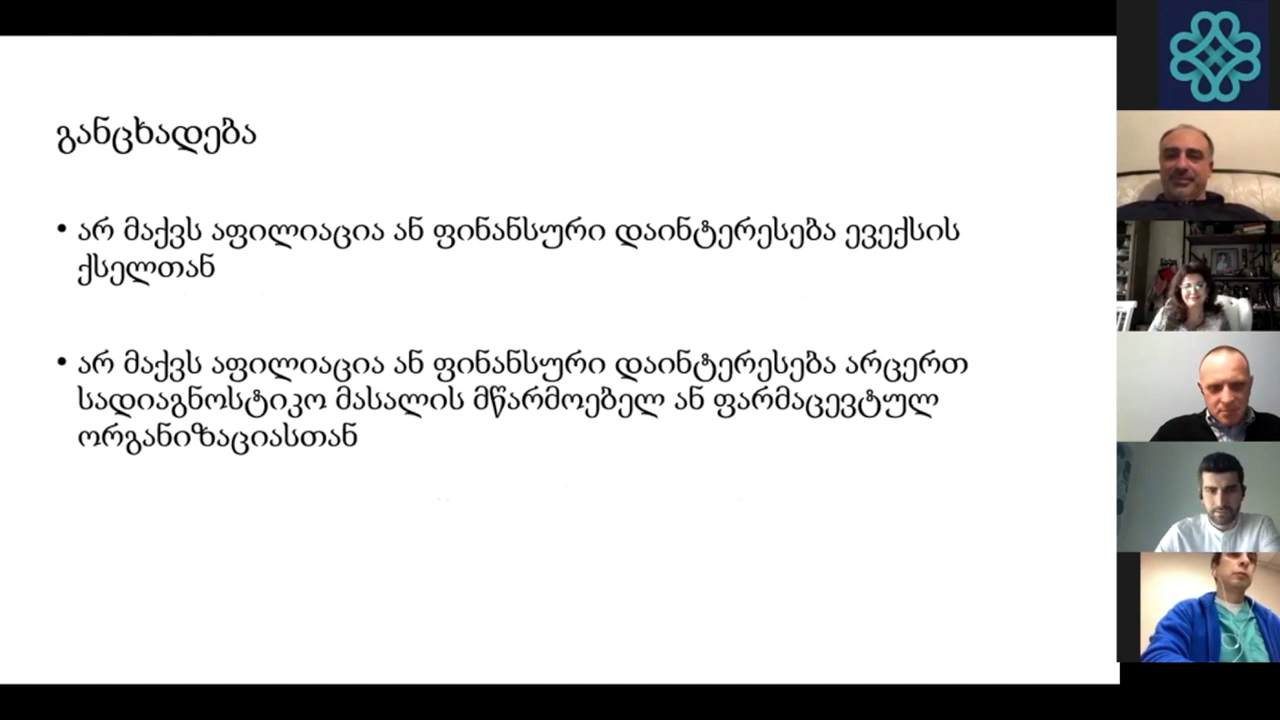 განცხადება
• არ მაქვს აფილიაცია ან ფინანსური დაინტერესება ევექსის
ქსელთან
• არ მაქვს აფილიაცია ან ფინანსური დაინტერესება არცერთ
სადიაგნოსტიკო მასალის მწარმოებელ ან ფარმაცევტულ
ორგანიზაციასთან